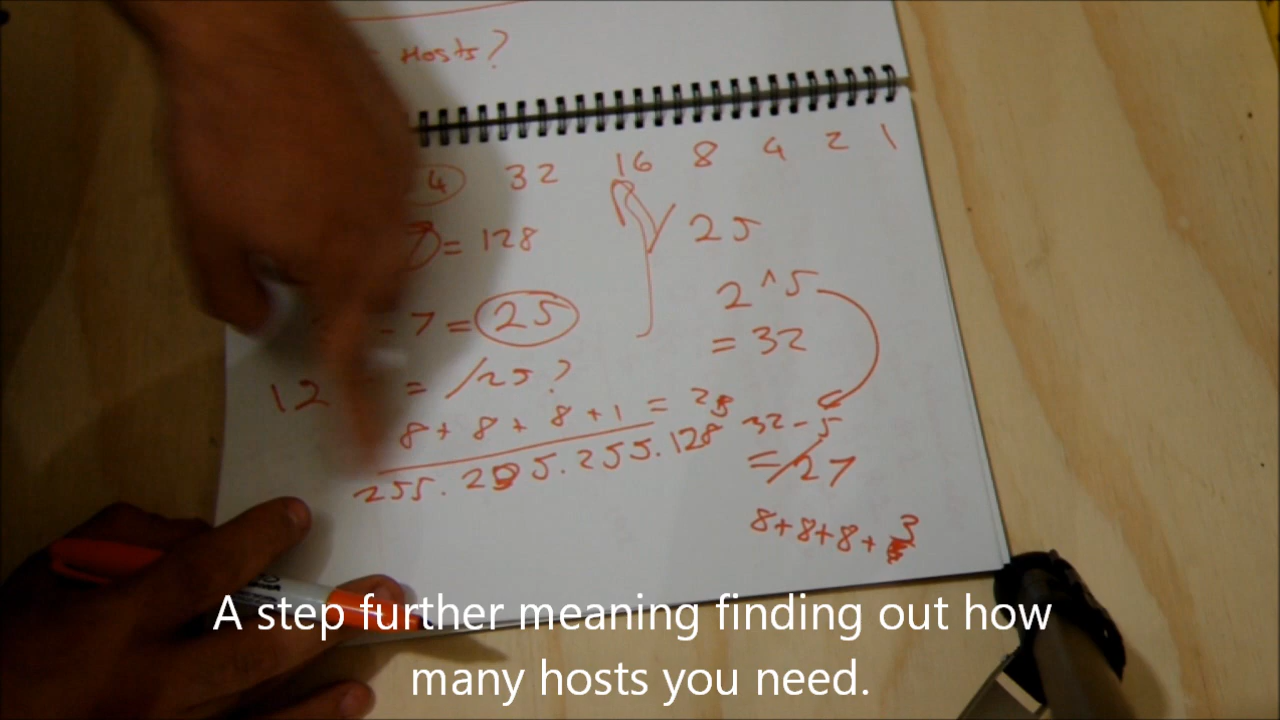 Hosts?
4 32 16 8 4 2 1
= 128
25
2^5
= 32
- 7 = 25
12 = /25?
8 + 8 + 8 + 1 = 25
255.255.255.128
32 - 5
= /27
8+8+8+3
A step further meaning finding out how
many hosts you need.